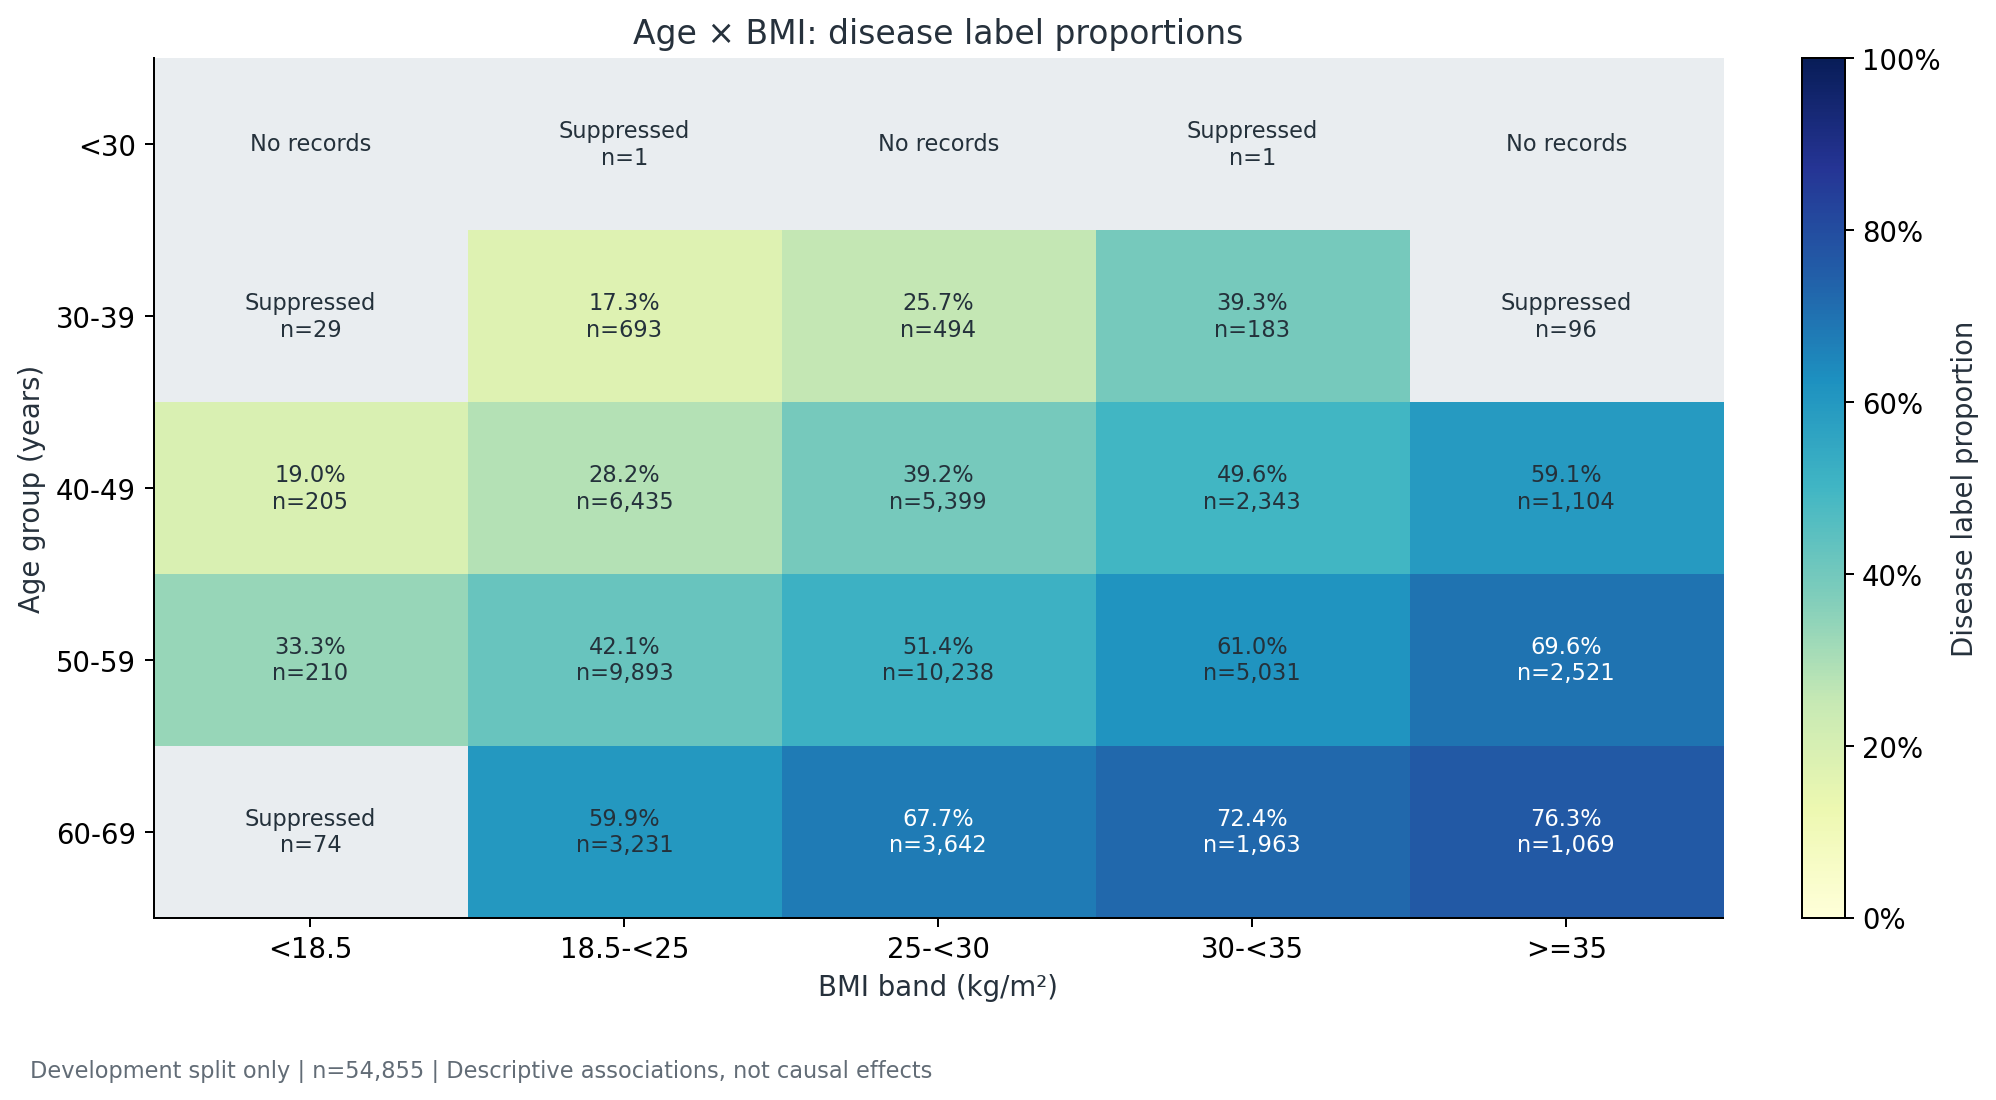 Age × BMI: disease label proportions
<30
No records
Suppressed
n=1
No records
Suppressed
n=1
No records
30-39
Suppressed
n=29
17.3%
n=693
25.7%
n=494
39.3%
n=183
Suppressed
n=96
40-49
19.0%
n=205
28.2%
n=6,435
39.2%
n=5,399
49.6%
n=2,343
59.1%
n=1,104
50-59
33.3%
n=210
42.1%
n=9,893
51.4%
n=10,238
61.0%
n=5,031
69.6%
n=2,521
60-69
Suppressed
n=74
59.9%
n=3,231
67.7%
n=3,642
72.4%
n=1,963
76.3%
n=1,069
Age group (years)
<18.5
18.5-<25
25-<30
30-<35
>=35
BMI band (kg/m²)
100%
80%
60%
40%
20%
0%
Disease label proportion
Development split only | n=54,855 | Descriptive associations, not causal effects